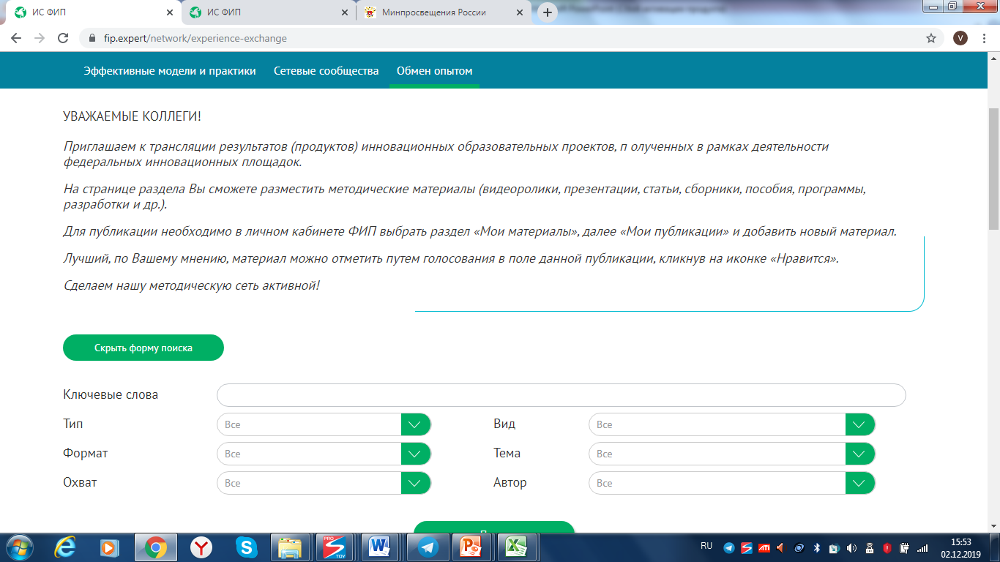 ИС ФИП
ИС ФИП
Минпросвещения России
fip.expert/network/experience-exchange
V
Эффективные модели и практики
Сетевые сообщества
Обмен опытом
УВАЖАЕМЫЕ КОЛЛЕГИ!
Приглашаем к трансляции результатов (продуктов) инновационных образовательных проектов, п олученных в рамках деятельности
федеральных инновационных площадок.
На странице раздела Вы сможете разместить методические материалы (видеоролики, презентации, статьи, сборники, пособия, программы,
разработки и др.).
Для публикации необходимо в личном кабинете ФИП выбрать раздел «Мои материалы», далее «Мои публикации» и добавить новый материал.
Лучший, по Вашему мнению, материал можно отметить путем голосования в поле данной публикации, кликнув на иконке «Нравится».
Сделаем нашу методическую сеть активной!
Скрыть форму поиска
Ключевые слова
Тип
Все
Вид
Все
Формат
Все
Тема
Все
Охват
Все
Автор
Все
PRO
TOY
RU
ATI
15:53
02.12.2019